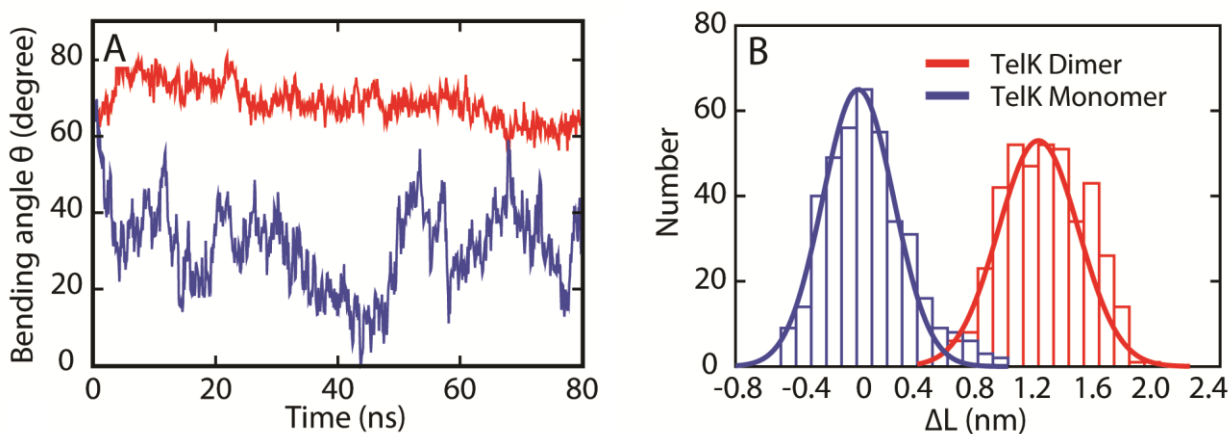 A
Bending angle θ (degree)
80
60
40
20
0
0 20 40 60 80
Time (ns)
B
TelK Dimer
TelK Monomer
Number
80
60
40
20
0
-0.8 -0.4 0 0.4 0.8 1.2 1.6 2.0 2.4
ΔL (nm)